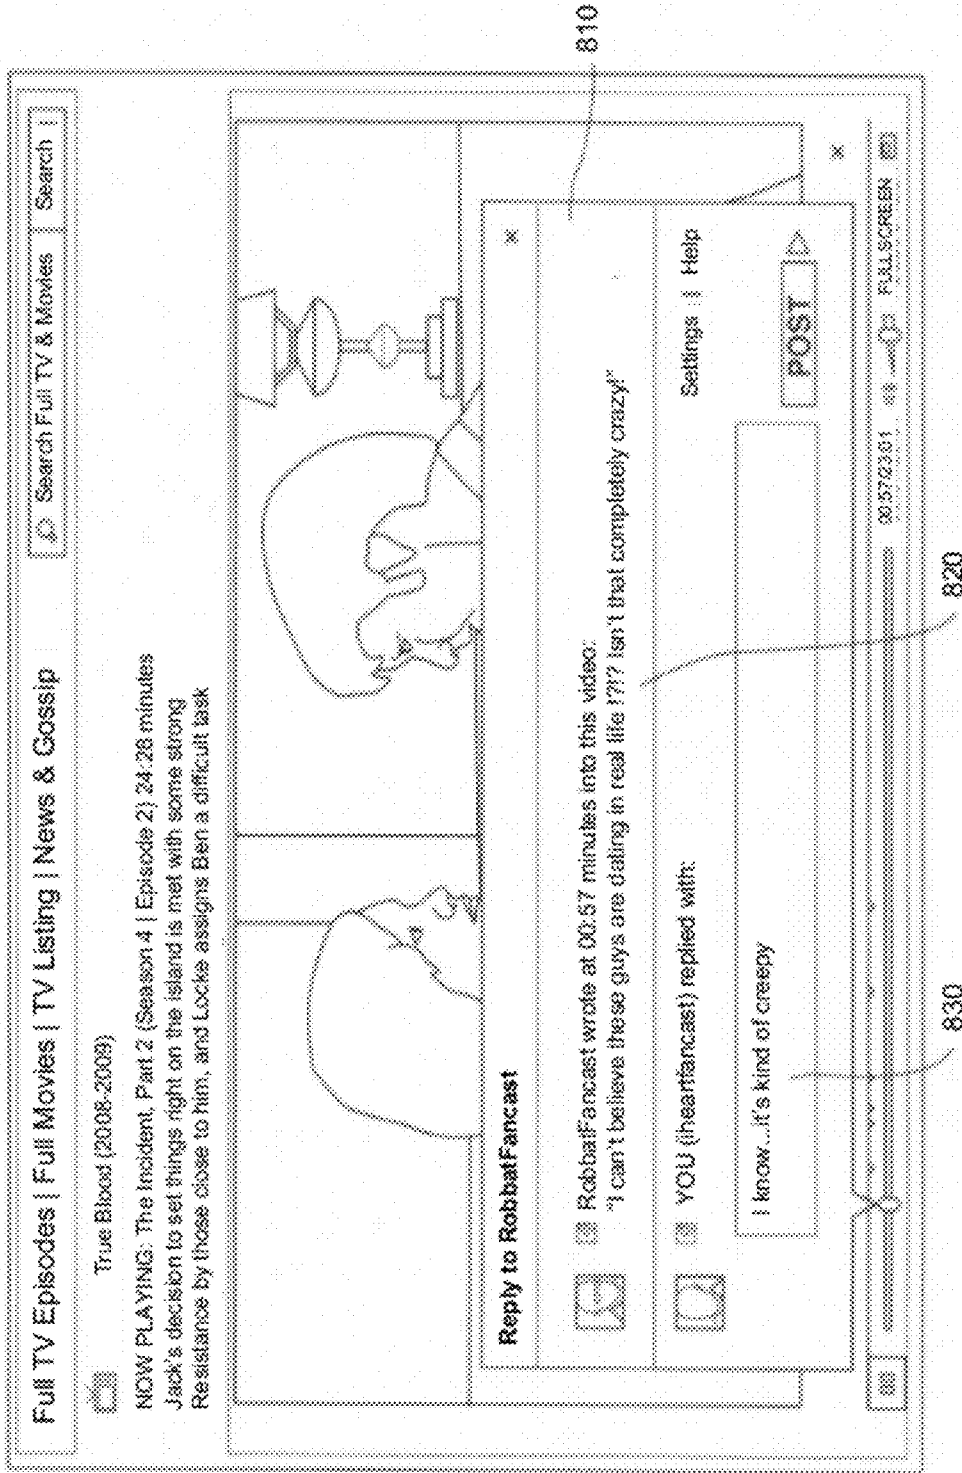 Full TV Episodes | Full Movies | TV Listing | News & Gossip
Search Full TV & Movies | Search |
True Blood (2008-2009)
NOW PLAYING: The Incident, Part 2 (Season 4 | Episode 2) 24:28 minutes
Jack's decision to set things right on the island is met with some strong
Resistance by those close to him, and Locke assigns Ben a difficult task
Reply to RobbatFancast
x
RobbatFancast wrote at 00:57 minutes into this video:
"I can't believe these guys are dating in real life !?!? Isn't that completely crazy!"
YOU (iheartfancast) replied with:
Settings | Help
I know...it's kind of creepy
POST
x
00:57/23:01
FULLSCREEN
810
820
830